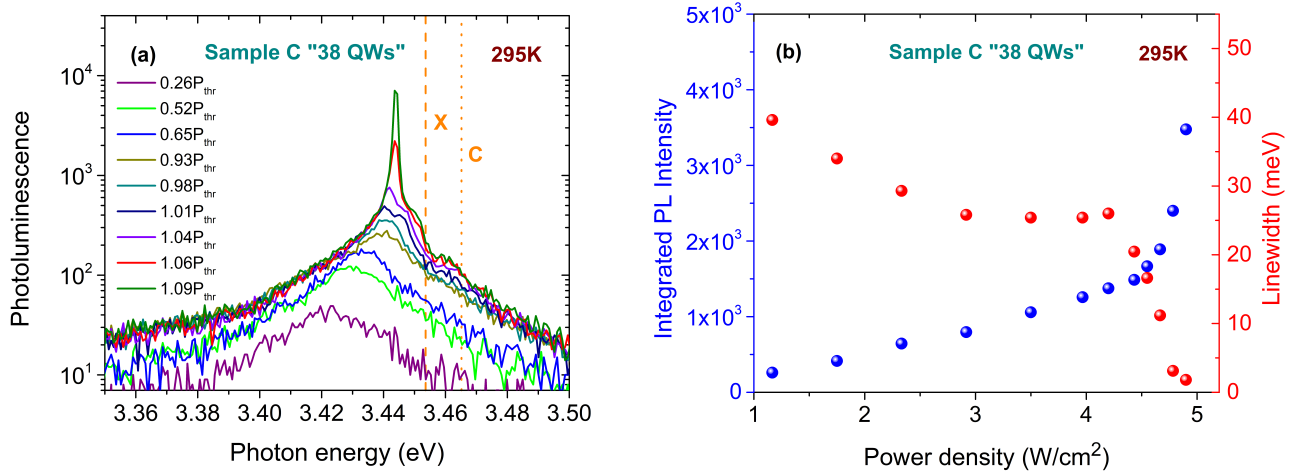 (a)
Sample C "38 QWs"
295K
0.26P_thr
0.52P_thr
0.65P_thr
0.93P_thr
0.98P_thr
1.01P_thr
1.04P_thr
1.06P_thr
1.09P_thr
X
C
10^4
10^3
10^2
10^1
Photoluminescence
3.36
3.38
3.40
3.42
3.44
3.46
3.48
3.50
Photon energy (eV)
(b)
Sample C "38 QWs"
295K
5x10^3
4x10^3
3x10^3
2x10^3
1x10^3
0
Integrated PL Intensity
50
40
30
20
10
0
Linewidth (meV)
1
2
3
4
5
Power density (W/cm^2)